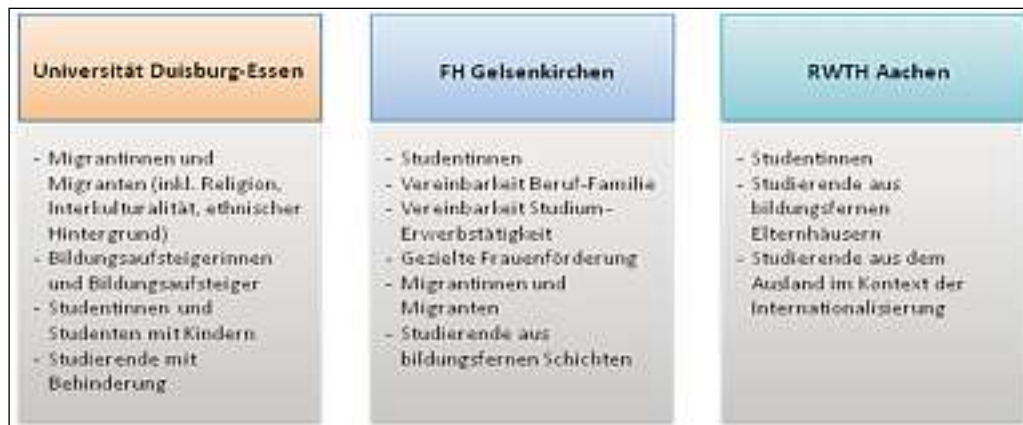 Universität Duisburg-Essen
- Migrantinnen und
Migranten (inkl. Religion,
Interkulturalität, ethnischer
Hintergrund)
- Bildungsaufsteigerinnen
und Bildungsaufsteiger
- Studentinnen und
Studenten mit Kindern
- Studierende mit
Behinderung
FH Gelsenkirchen
- Studentinnen
- Vereinbarkeit Beruf-Familie
- Vereinbarkeit Studium-
Erwerbstätigkeit
- Gezielte Frauenförderung
- Migrantinnen und
Migranten
- Studierende aus
bildungsfernen Schichten
RWTH Aachen
- Studentinnen
- Studierende aus
bildungsfernen
Elternhäusern
- Studierende aus dem
Ausland im Kontext der
Internationalisierung